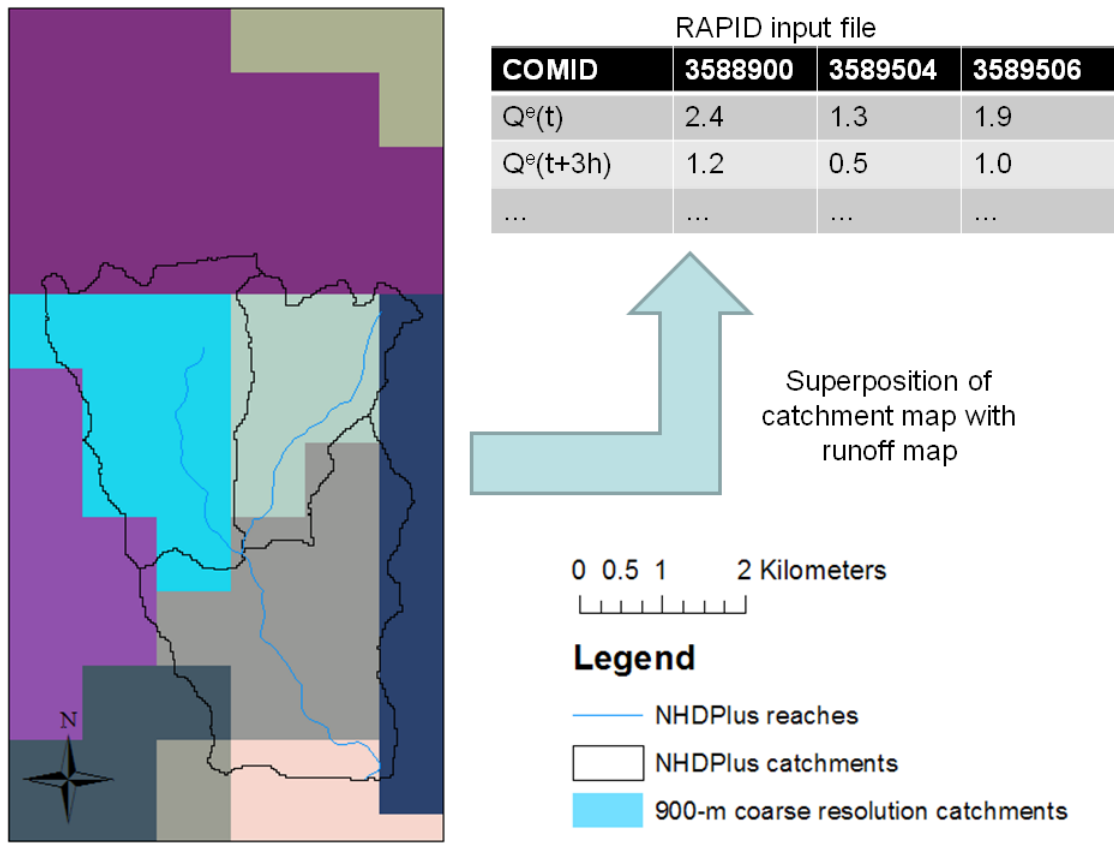 RAPID input file
COMID 3588900 3589504 3589506
Qᵉ(t) 2.4 1.3 1.9
Qᵉ(t+3h) 1.2 0.5 1.0
… … … …
Superposition of
catchment map with
runoff map
0 0.5 1 2 Kilometers
Legend
NHDPlus reaches
NHDPlus catchments
900-m coarse resolution catchments
N